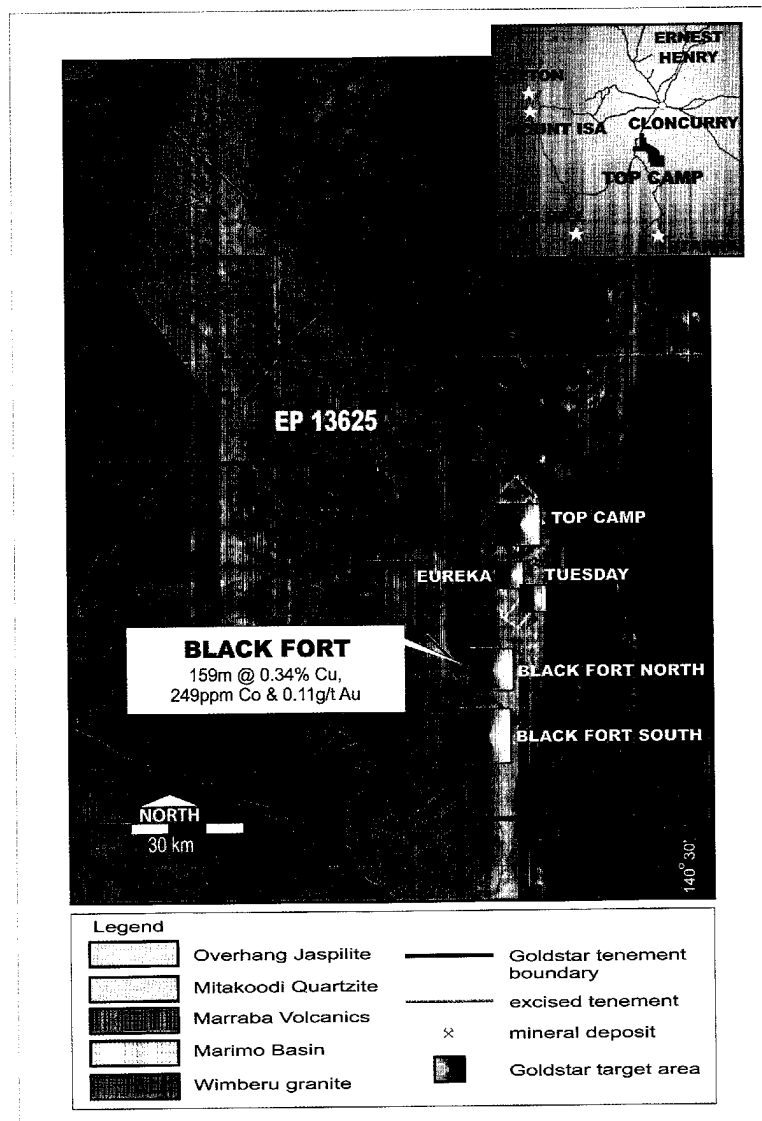 ERNEST
HENRY
MOUNT ISA
CLONCURRY
TOP CAMP
EP 13625
TOP CAMP
EUREKA
TUESDAY
BLACK FORT
159m @ 0.34% Cu,
249ppm Co & 0.11g/t Au
BLACK FORT NORTH
BLACK FORT SOUTH
NORTH
30 km
140° 30'
Legend
Overhang Jaspilite
Mitakoodi Quartzite
Marraba Volcanics
Marimo Basin
Wimberu granite
Goldstar tenement
boundary
excised tenement
mineral deposit
Goldstar target area